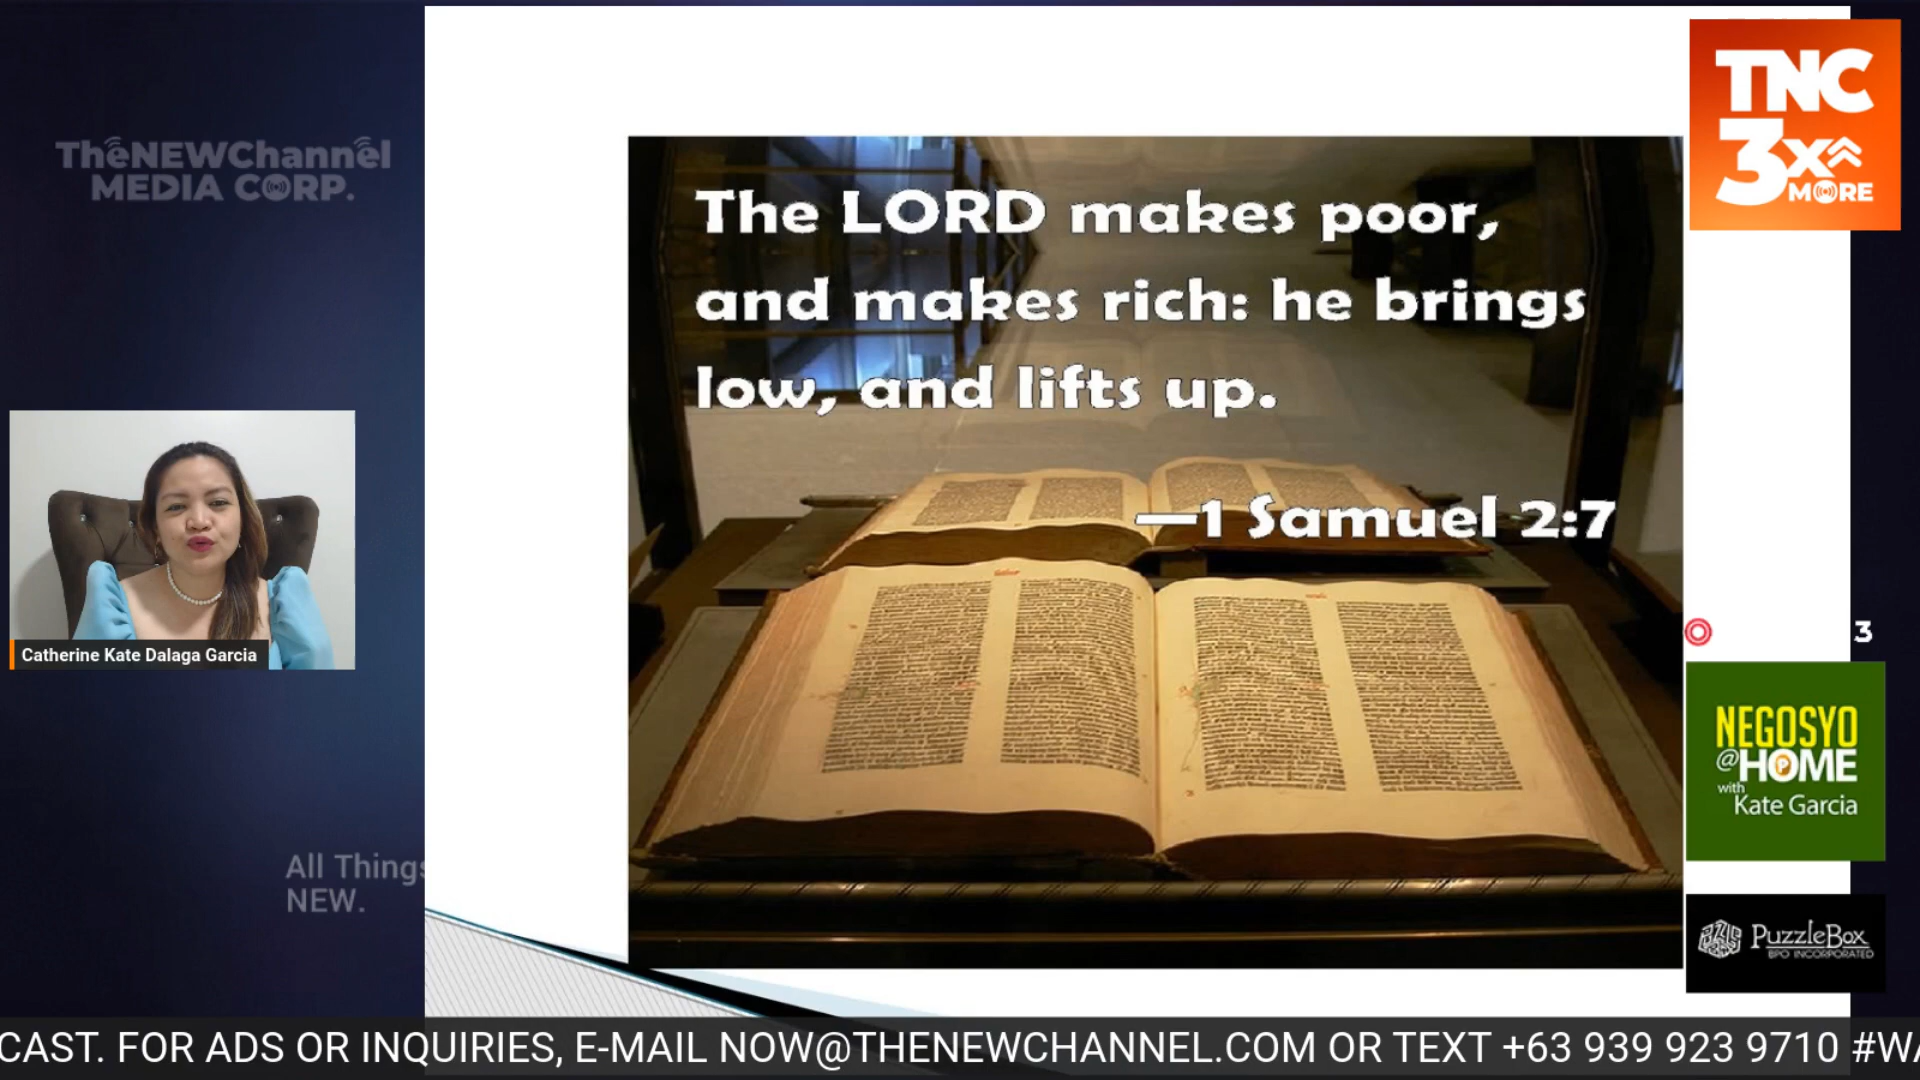 TheNEWChannel
MEDIA CORP.
The LORD makes poor,
and makes rich: he brings
low, and lifts up.
—1 Samuel 2:7
TNC
3x
MORE
Catherine Kate Dalaga Garcia
3
NEGOSYO
@HOME
with
Kate Garcia
All Things
NEW.
PUZZLEBOX
BPO INCORPORATED
CAST. FOR ADS OR INQUIRIES, E-MAIL NOW@THENEWCHANNEL.COM OR TEXT +63 939 923 9710 #WA